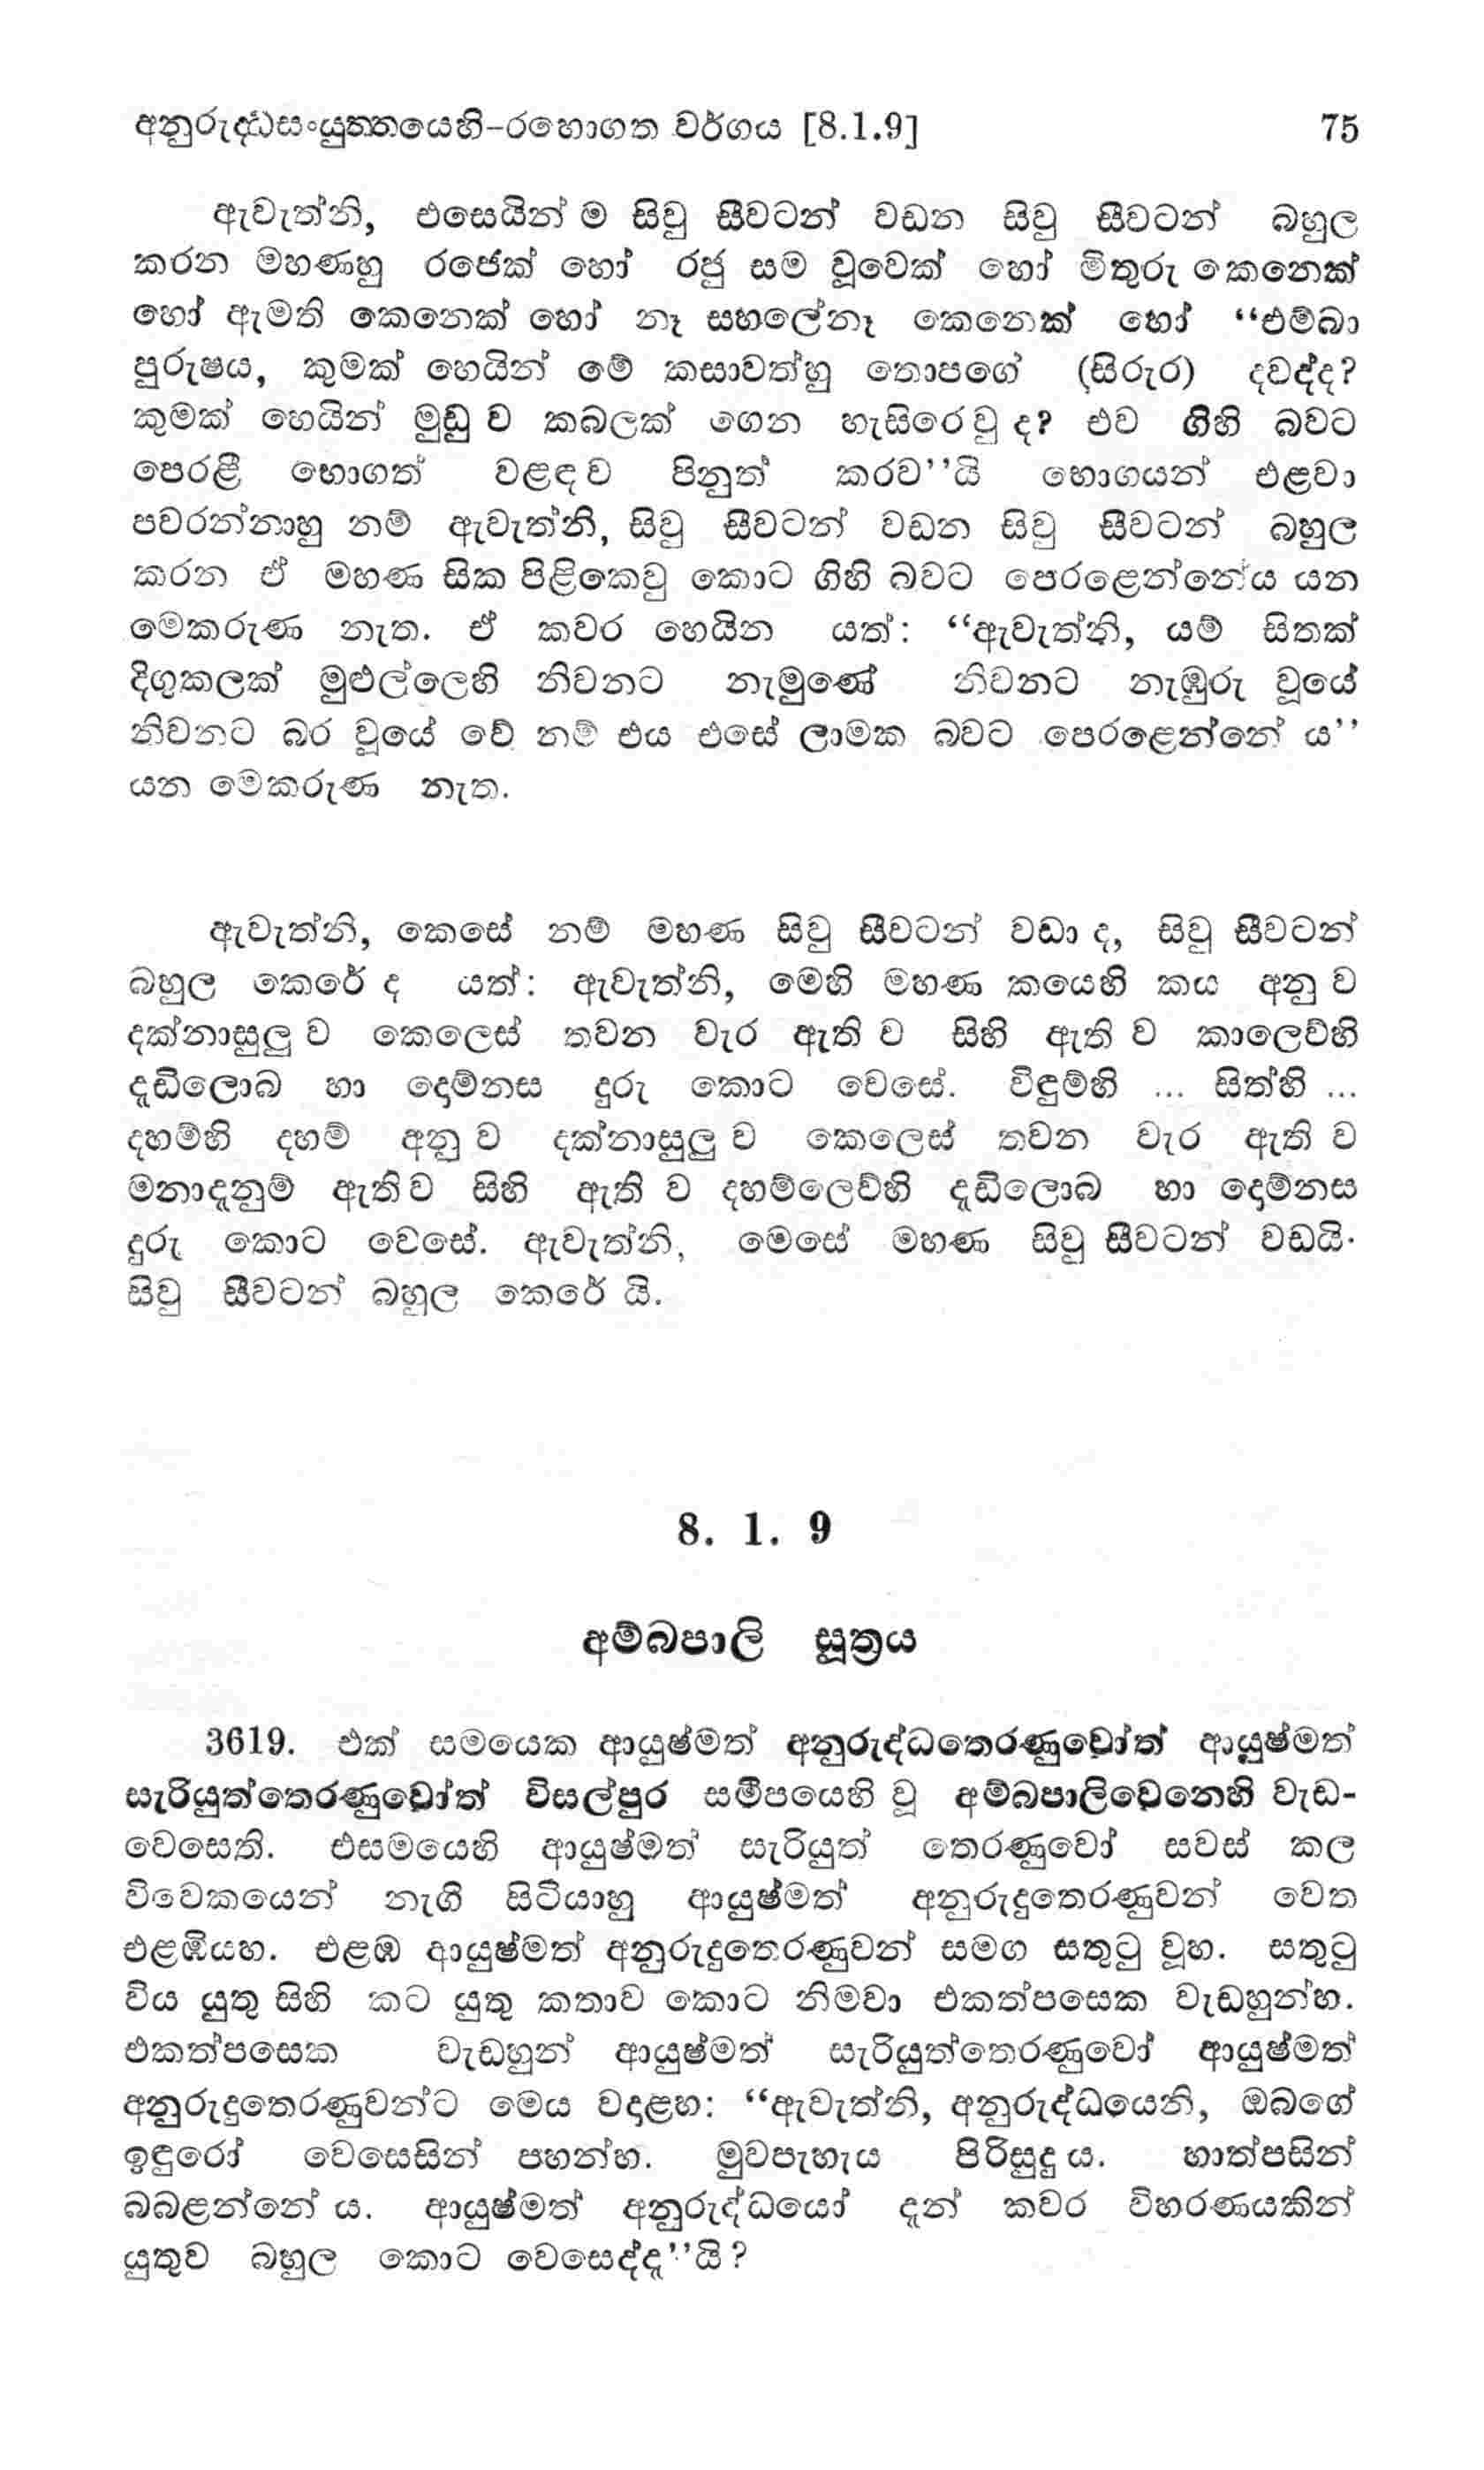 අනුරුද්ධසංයුත්තයෙහි-රහොගත වර්ගය [8.1.9] 75
ඇවැත්නි, එසෙයින් ම සිවු සීවටන් වඩන සිවු සීවටන් බහුල
කරන මහණහු රජෙක් හෝ රජු සම වූවෙක් හෝ මිතුරු කෙනෙක්
හෝ ඇමති කෙනෙක් හෝ නෑ සහලේනෑ කෙනෙක් හෝ “එම්බා
පුරුෂය, කුමක් හෙයින් මේ කසාවත්හු තොපගේ (සිරුර) දවද්ද?
කුමක් හෙයින් මුඩු ව කබලක් ගෙන හැසිරෙවු ද? එව ගිහි බවට
පෙරළී භොගත් වළඳව පිනුත් කරව’’යි භොගයන් එළවා
පවරන්නාහු නම් ඇවැත්නි, සිවු සීවටන් වඩන සිවු සීවටන් බහුල
කරන ඒ මහණ සික පිළිකෙවු කොට ගිහි බවට පෙරළෙන්නේය යන
මෙකරුණ නැත. ඒ කවර හෙයින යත්: “ඇවැත්නි, යම් සිතක්
දිගුකලක් මුළුල්ලෙහි නිවනට නැමුණේ නිවනට නැඹුරු වූයේ
නිවනට බර වූයේ වේ නම් එය එසේ ලාමක බවට පෙරළෙන්නේ ය’’
යන මෙකරුණ නැත.
ඇවැත්නි, කෙසේ නම් මහණ සිවු සීවටන් වඩා ද, සිවු සීවටන්
බහුල කෙරේ ද යත්: ඇවැත්නි, මෙහි මහණ කයෙහි කය අනු ව
දක්නාසුලු ව කෙලෙස් තවන වැර ඇති ව සිහි ඇති ව කාලෙව්හි
දැඩිලොබ හා දොම්නස දුරු කොට වෙසේ. විඳුම්හි ... සිත්හි ...
දහම්හි දහම් අනු ව දක්නාසුලු ව කෙලෙස් තවන වැර ඇති ව
මනාදැනුම් ඇතිව සිහි ඇති ව දහම්ලෙව්හි දැඩිලොබ හා දොම්නස
දුරු කොට වෙසේ. ඇවැත්නි, මෙසේ මහණ සිවු සීවටන් වඩයි.
සිවු සීවටන් බහුල කෙරේ යි.
8. 1. 9
අම්බපාලි සූත්‍රය
3619. එක් සමයෙක ආයුෂ්මත් අනුරුද්ධතෙරණුවෝත් ආයුෂ්මත්
සැරියුත්තෙරණුවෝත් විසල්පුර සමීපයෙහි වූ අම්බපාලිවෙනෙහි වැඩ-
වෙසෙති. එසමයෙහි ආයුෂ්මත් සැරියුත් තෙරණුවෝ සවස් කල
විවෙකයෙන් නැගී සිටියාහු ආයුෂ්මත් අනුරුදුතෙරණුවන් වෙත
එළඹියහ. එළඹ ආයුෂ්මත් අනුරුදුතෙරණුවන් සමග සතුටු වූහ. සතුටු
විය යුතු සිහි කට යුතු කතාව කොට නිමවා එකත්පසෙක වැඩහුන්හ.
එකත්පසෙක වැඩහුන් ආයුෂ්මත් සැරියුත්තෙරණුවෝ ආයුෂ්මත්
අනුරුදුතෙරණුවන්ට මෙය වදාළහ: “ඇවැත්නි, අනුරුද්ධයෙනි, ඔබගේ
ඉඳුරෝ වෙසෙසින් පහන්හ. මුවපැහැය පිරිසුදු ය. හාත්පසින්
බබළන්නේ ය. ආයුෂ්මත් අනුරුද්ධයෝ දැන් කවර විහරණයකින්
යුතුව බහුල කොට වෙසෙද්ද’’යි?